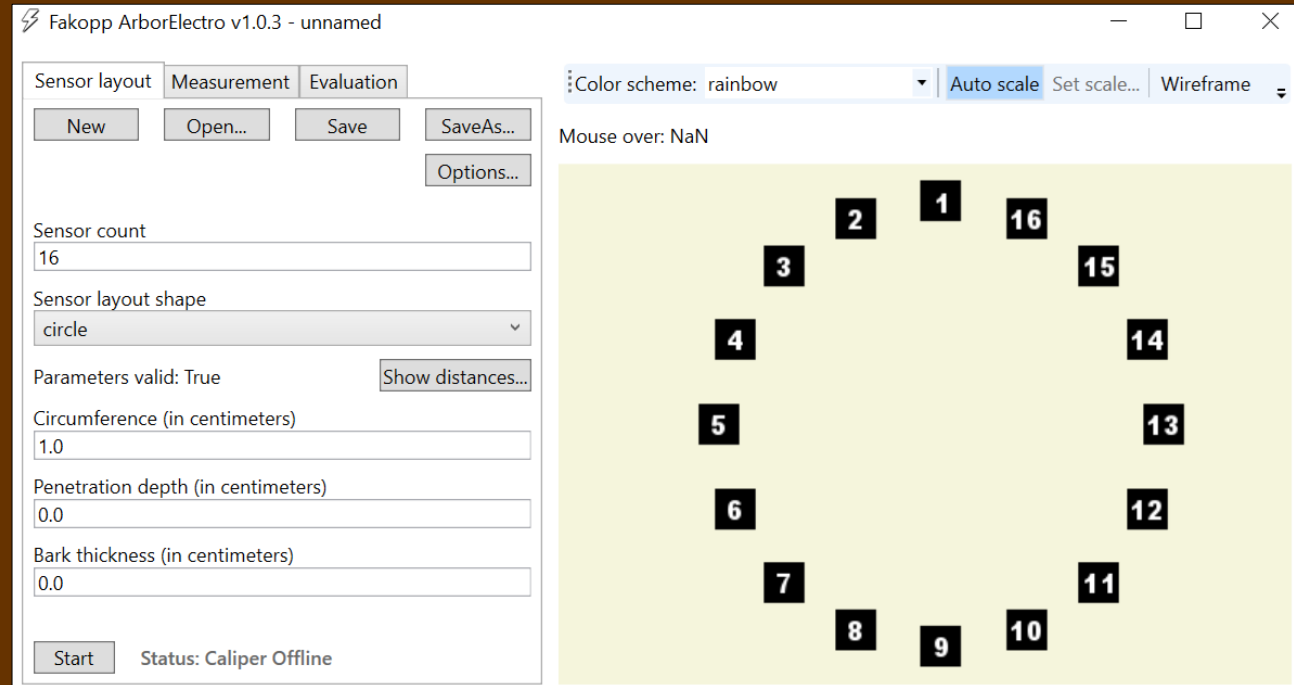 Fakopp ArborElectro v1.0.3 - unnamed
Sensor layout Measurement Evaluation
New Open... Save SaveAs...
Options...
Sensor count
16
Sensor layout shape
circle
Parameters valid: True Show distances...
Circumference (in centimeters)
1.0
Penetration depth (in centimeters)
0.0
Bark thickness (in centimeters)
0.0
Start Status: Caliper Offline
Color scheme: rainbow Auto scale Set scale... Wireframe
Mouse over: NaN
1
2 16
3 15
4 14
5 13
6 12
7 11
8 10
9